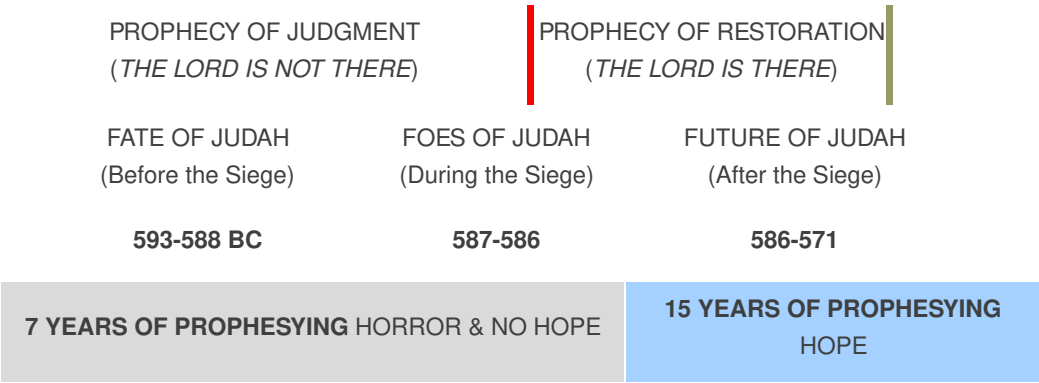 PROPHECY OF JUDGMENT
(THE LORD IS NOT THERE)
PROPHECY OF RESTORATION
(THE LORD IS THERE)
FATE OF JUDAH
(Before the Siege)
FOES OF JUDAH
(During the Siege)
FUTURE OF JUDAH
(After the Siege)
593-588 BC
587-586
586-571
7 YEARS OF PROPHESYING HORROR & NO HOPE
15 YEARS OF PROPHESYING
HOPE